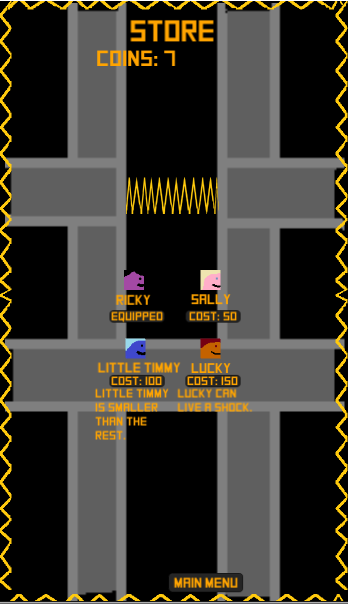 STORE
COINS: 7
RICKY
EQUIPPED
SALLY
COST: 50
LITTLE TIMMY
COST: 100
LITTLE TIMMY
IS SMALLER
THAN THE
REST.
LUCKY
COST: 150
LUCKY CAN
LIVE A SHOCK.
MAIN MENU